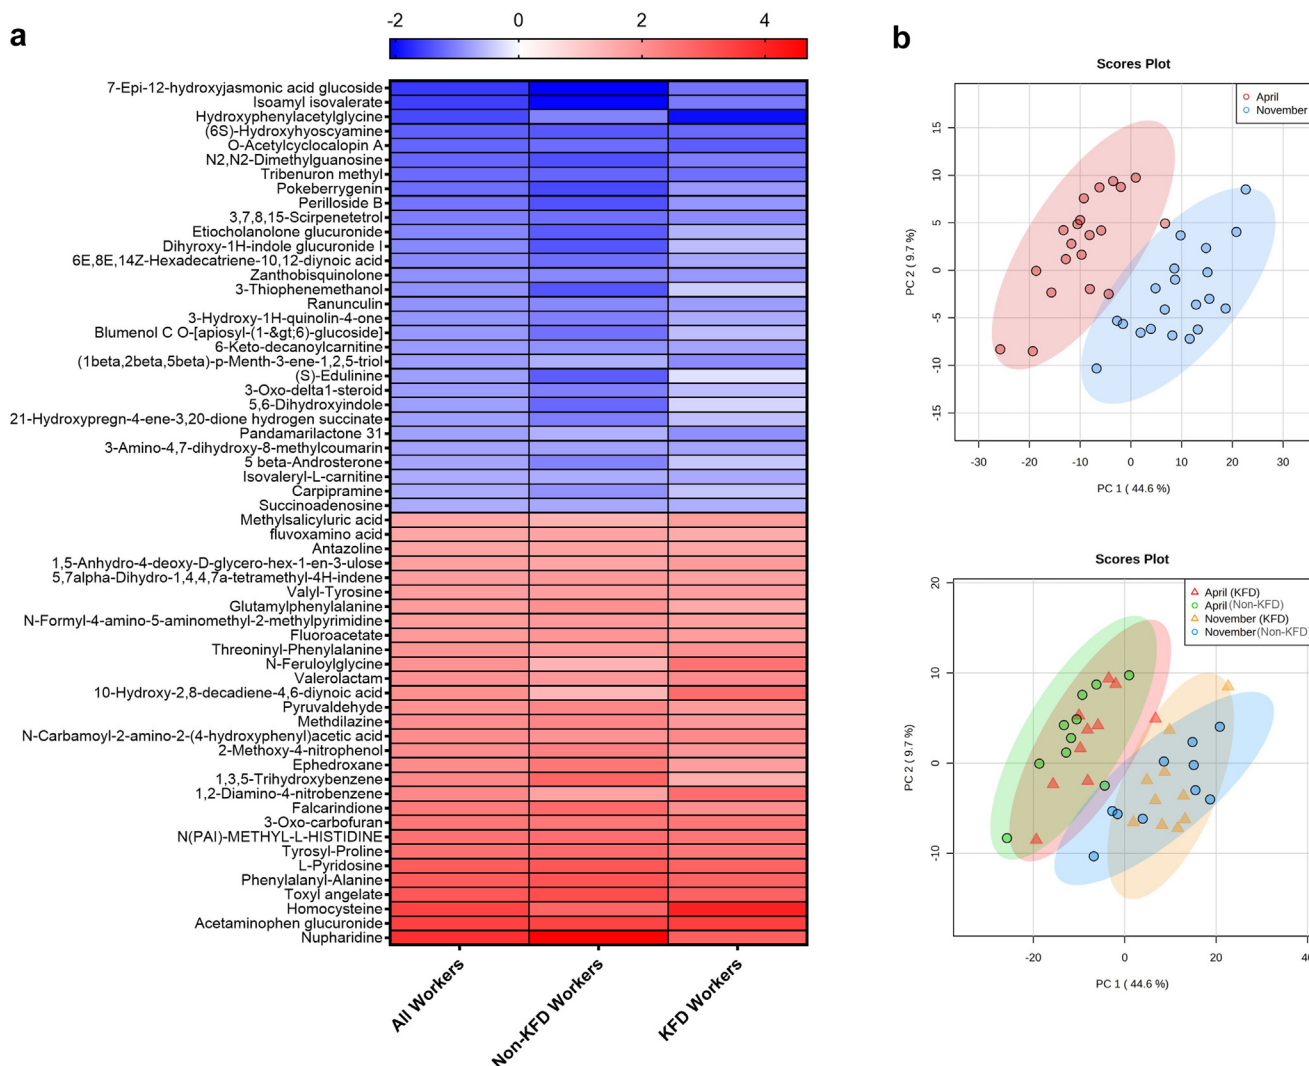 a
-2 0 2 4
7-Epi-12-hydroxyjasmonic acid glucoside
Isoamyl isovalerate
Hydroxyphenylacetylglycine
(6S)-Hydroxyhyoscyamine
O-Acetylcyclocalopin A
N2,N2-Dimethylguanosine
Tribenuron methyl
Pokeberrygenin
Perilloside B
3,7,8,15-Scirpenetetrol
Etiocholanolone glucuronide
Dihyroxy-1H-indole glucuronide I
6E,8E,14Z-Hexadecatriene-10,12-diynoic acid
Zanthobisquinolone
3-Thiophenemethanol
Ranunculin
3-Hydroxy-1H-quinolin-4-one
Blumenol C O-[apiosyl-(1-&gt;6)-glucoside]
6-Keto-decanoylcarnitine
(1beta,2beta,5beta)-p-Menth-3-ene-1,2,5-triol
(S)-Edulinine
3-Oxo-delta1-steroid
5,6-Dihydroxyindole
21-Hydroxypregn-4-ene-3,20-dione hydrogen succinate
Pandamarilactone 31
3-Amino-4,7-dihydroxy-8-methylcoumarin
5 beta-Androsterone
Isovaleryl-L-carnitine
Carpipramine
Succinoadenosine
Methylsalicyluric acid
fluvoxamino acid
Antazoline
1,5-Anhydro-4-deoxy-D-glycero-hex-1-en-3-ulose
5,7alpha-Dihydro-1,4,4,7a-tetramethyl-4H-indene
Valyl-Tyrosine
Glutamylphenylalanine
N-Formyl-4-amino-5-aminomethyl-2-methylpyrimidine
Fluoroacetate
Threoninyl-Phenylalanine
N-Feruloylglycine
Valerolactam
10-Hydroxy-2,8-decadiene-4,6-diynoic acid
Pyruvaldehyde
Methdilazine
N-Carbamoyl-2-amino-2-(4-hydroxyphenyl)acetic acid
2-Methoxy-4-nitrophenol
Ephedroxane
1,3,5-Trihydroxybenzene
1,2-Diamino-4-nitrobenzene
Falcarindione
3-Oxo-carbofuran
N(PAI)-METHYL-L-HISTIDINE
Tyrosyl-Proline
L-Pyridosine
Phenylalanyl-Alanine
Toxyl angelate
Homocysteine
Acetaminophen glucuronide
Nupharidine
All Workers
Non-KFD Workers
KFD Workers
b
Scores Plot
April
November
PC 2 ( 9.7 %)
15
10
5
0
-5
-10
-15
-30 -20 -10 0 10 20 30
PC 1 ( 44.6 %)
Scores Plot
April (KFD)
April (Non-KFD)
November (KFD)
November (Non-KFD)
PC 2 ( 9.7 %)
20
10
0
-10
-20 0 20 40
PC 1 ( 44.6 %)